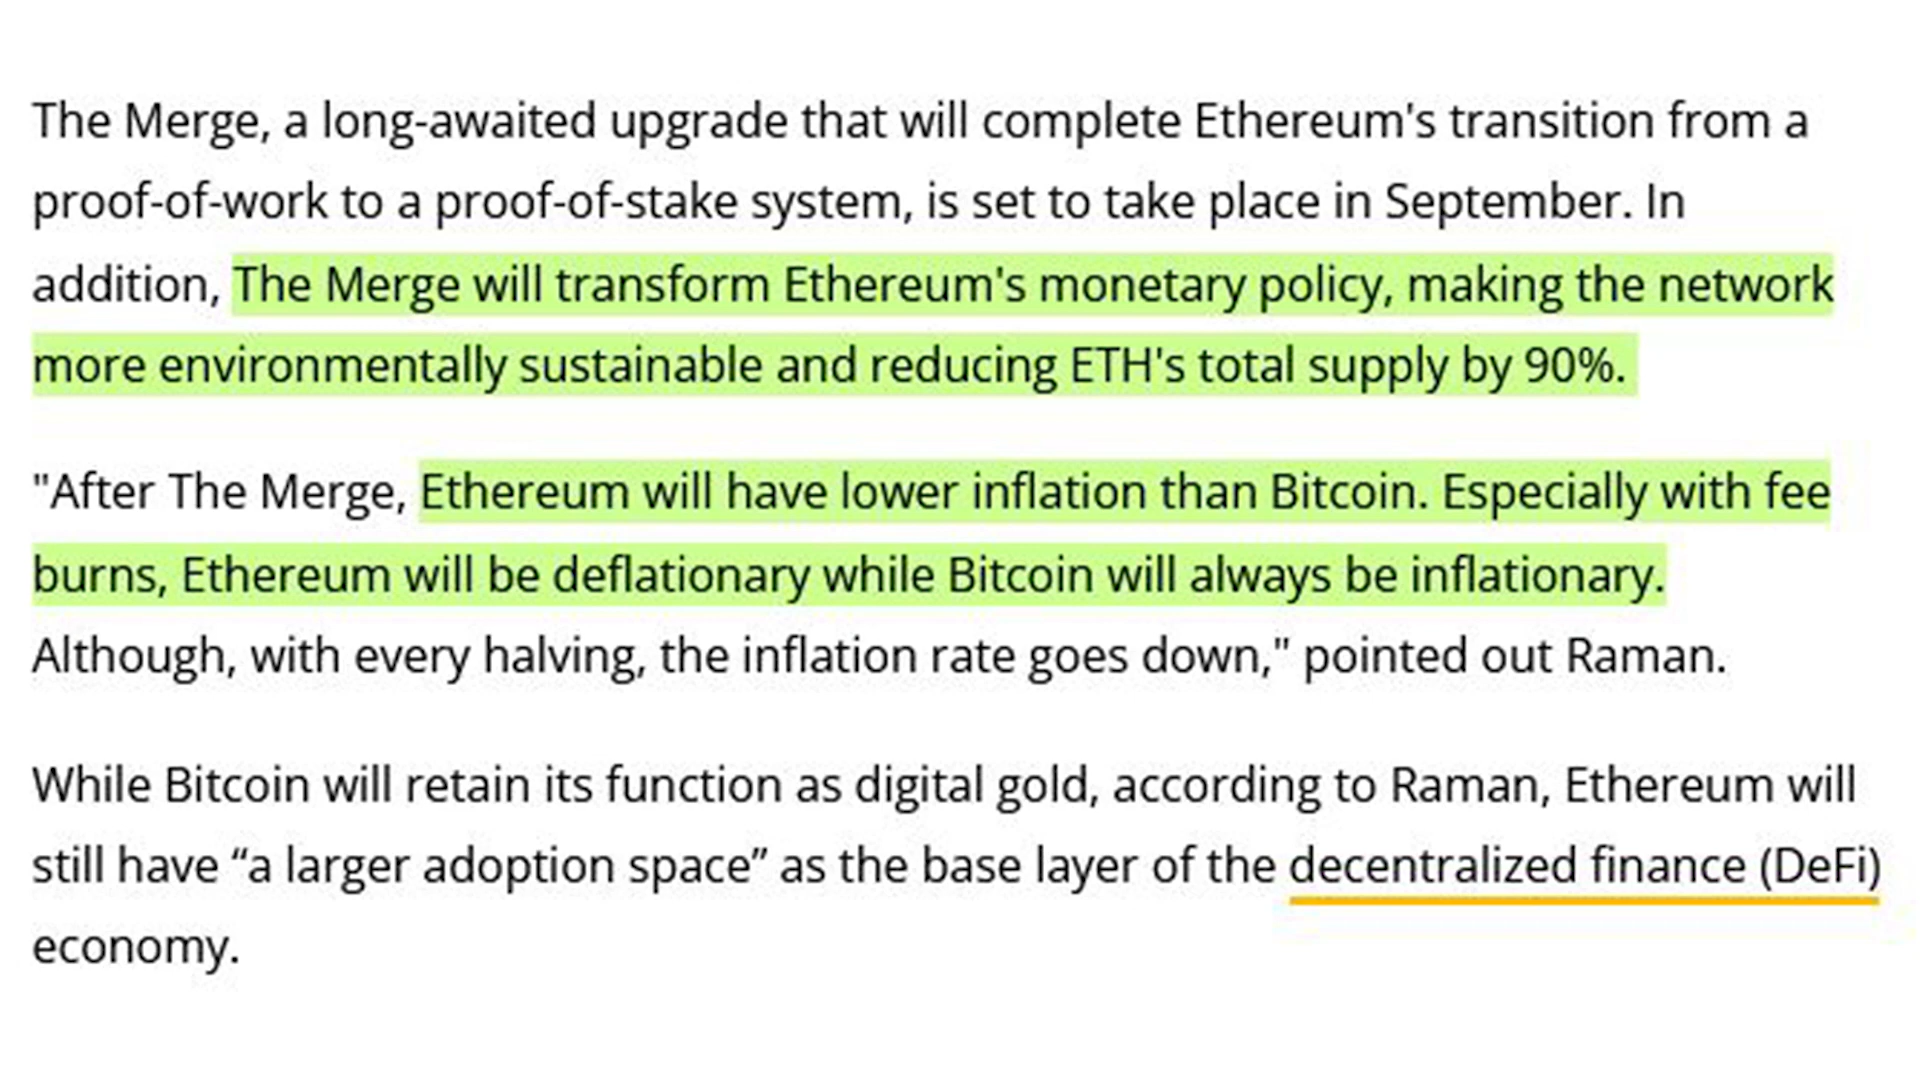 The Merge, a long-awaited upgrade that will complete Ethereum's transition from a
proof-of-work to a proof-of-stake system, is set to take place in September. In
addition, The Merge will transform Ethereum's monetary policy, making the network
more environmentally sustainable and reducing ETH's total supply by 90%.
"After The Merge, Ethereum will have lower inflation than Bitcoin. Especially with fee
burns, Ethereum will be deflationary while Bitcoin will always be inflationary.
Although, with every halving, the inflation rate goes down," pointed out Raman.
While Bitcoin will retain its function as digital gold, according to Raman, Ethereum will
still have “a larger adoption space” as the base layer of the decentralized finance (DeFi)
economy.